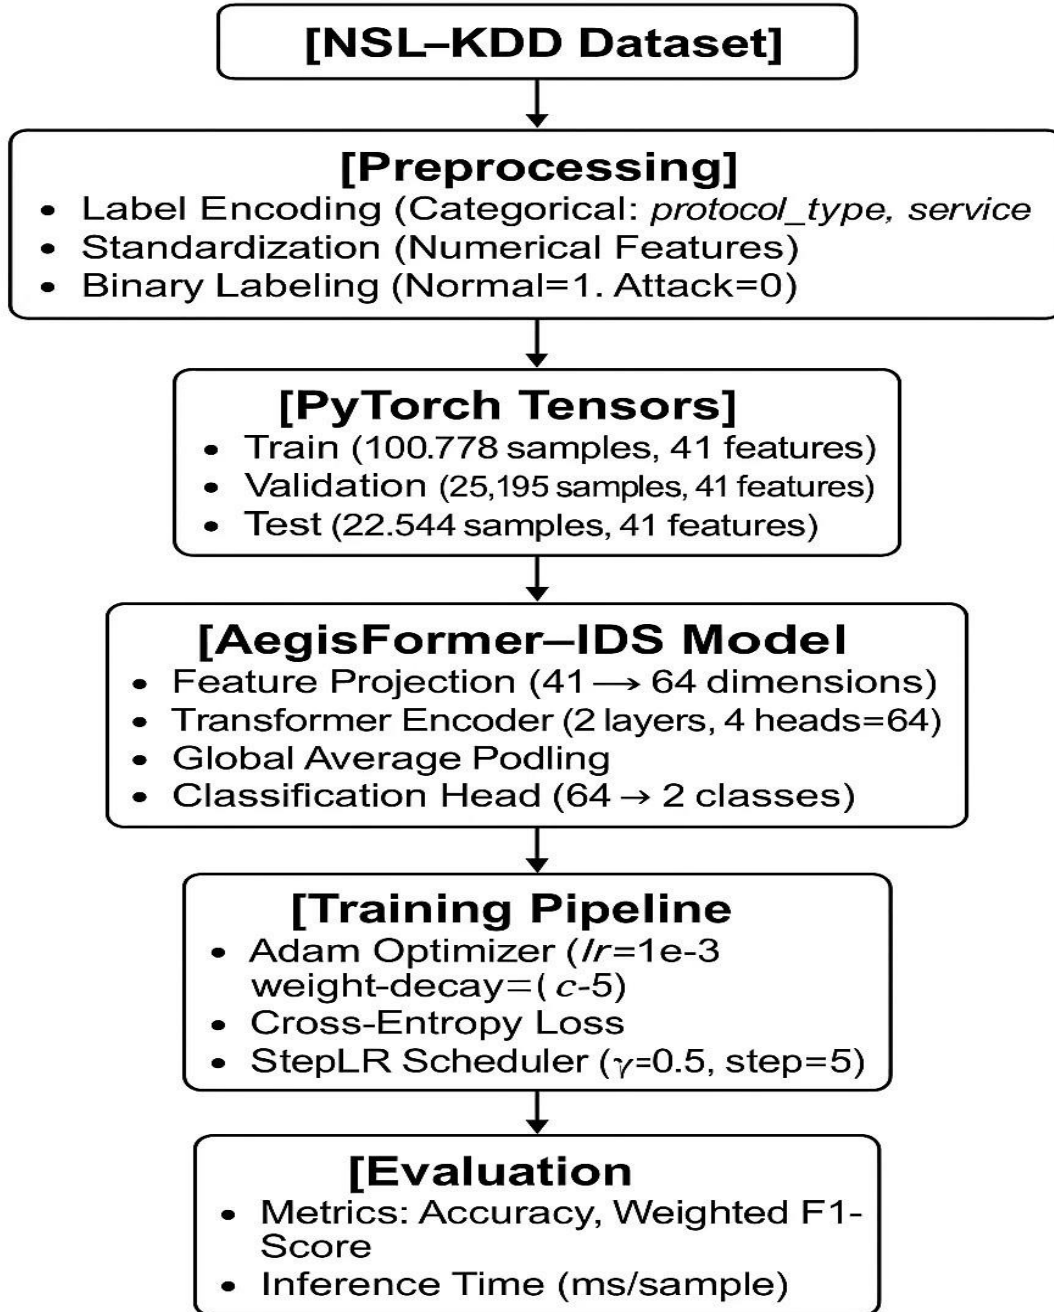 [NSL–KDD Dataset]
[Preprocessing]
• Label Encoding (Categorical: protocol_type, service
• Standardization (Numerical Features)
• Binary Labeling (Normal=1. Attack=0)
[PyTorch Tensors]
• Train (100.778 samples, 41 features)
• Validation (25,195 samples, 41 features)
• Test (22.544 samples, 41 features)
[AegisFormer–IDS Model
• Feature Projection (41 → 64 dimensions)
• Transformer Encoder (2 layers, 4 heads=64)
• Global Average Podling
• Classification Head (64 → 2 classes)
[Training Pipeline
• Adam Optimizer (lr=1e-3
weight-decay=(c-5)
• Cross-Entropy Loss
• StepLR Scheduler (γ=0.5, step=5)
[Evaluation
• Metrics: Accuracy, Weighted F1-
Score
• Inference Time (ms/sample)